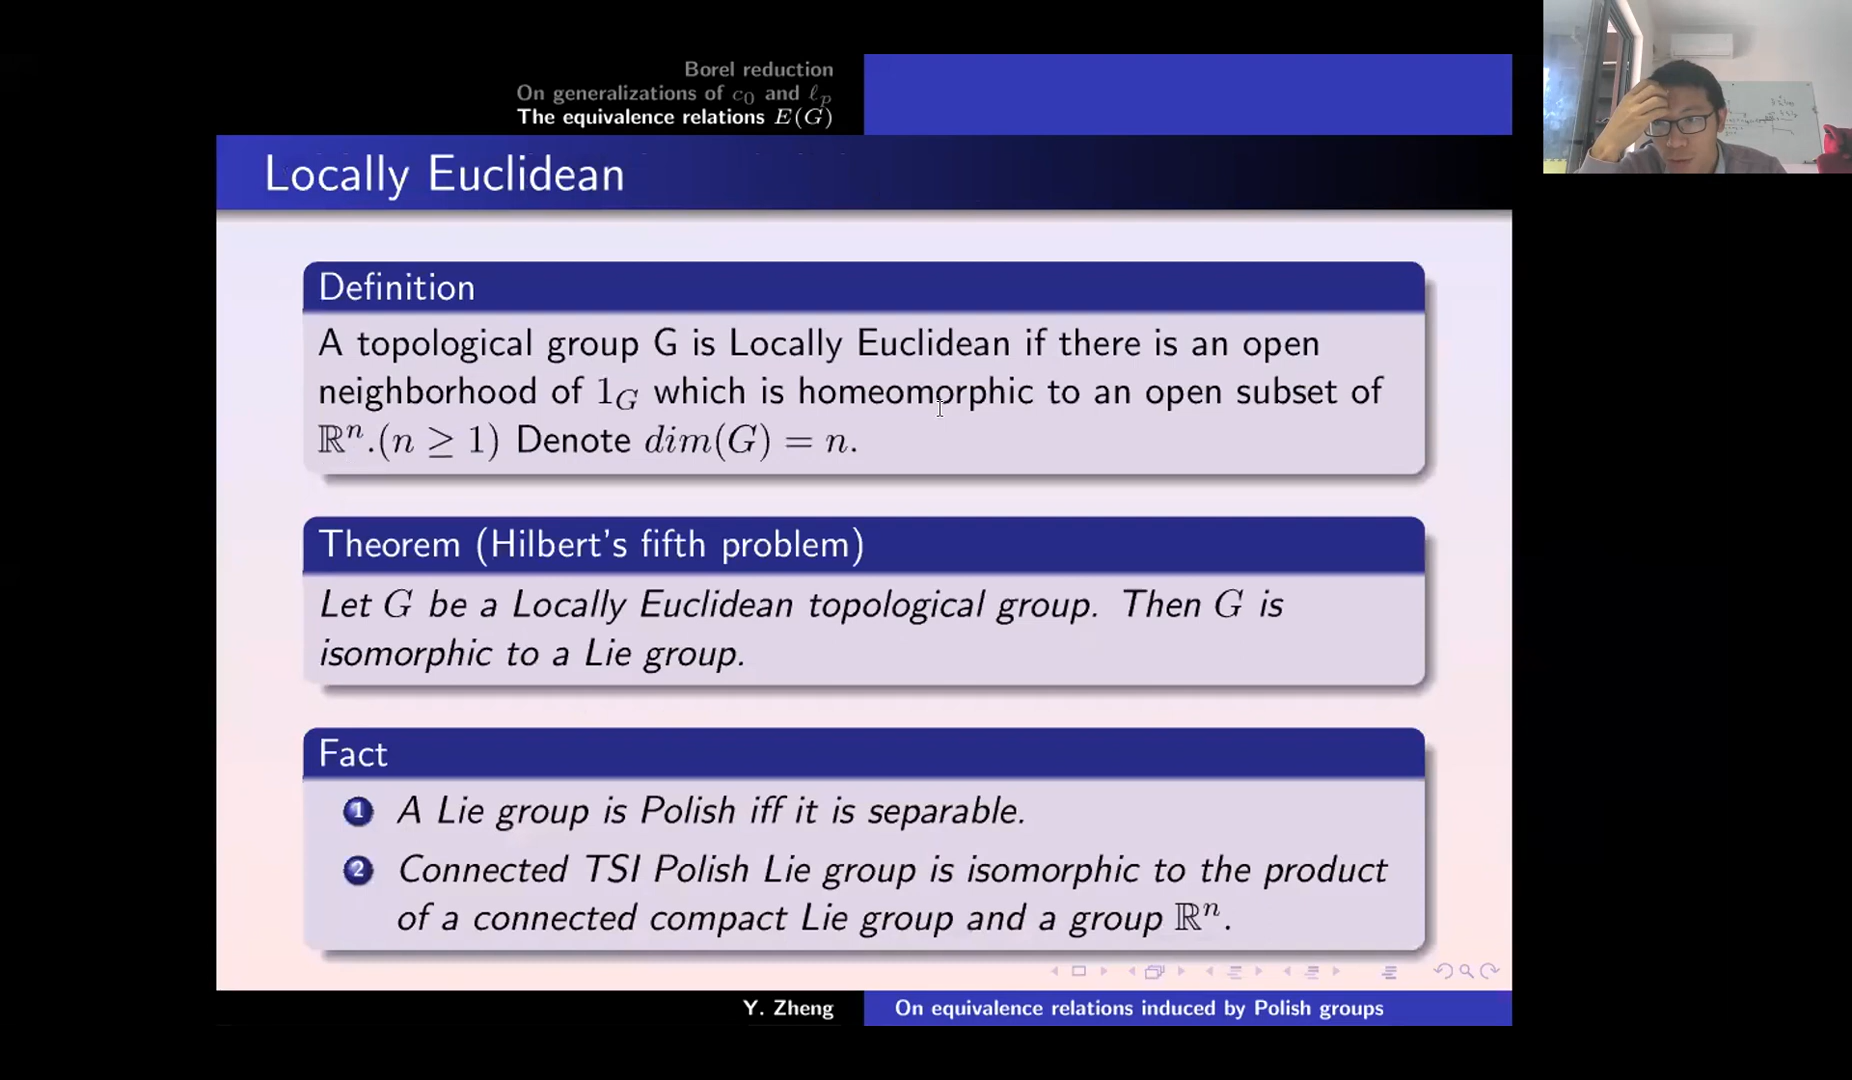 Borel reduction
On generalizations of c₀ and ℓₚ
The equivalence relations E(G)
Locally Euclidean
Definition
A topological group G is Locally Euclidean if there is an open
neighborhood of 1_G which is homeomorphic to an open subset of
ℝⁿ.(n ≥ 1) Denote dim(G) = n.
Theorem (Hilbert's fifth problem)
Let G be a Locally Euclidean topological group. Then G is
isomorphic to a Lie group.
Fact
1 A Lie group is Polish iff it is separable.
2 Connected TSI Polish Lie group is isomorphic to the product
of a connected compact Lie group and a group ℝⁿ.
Y. Zheng
On equivalence relations induced by Polish groups